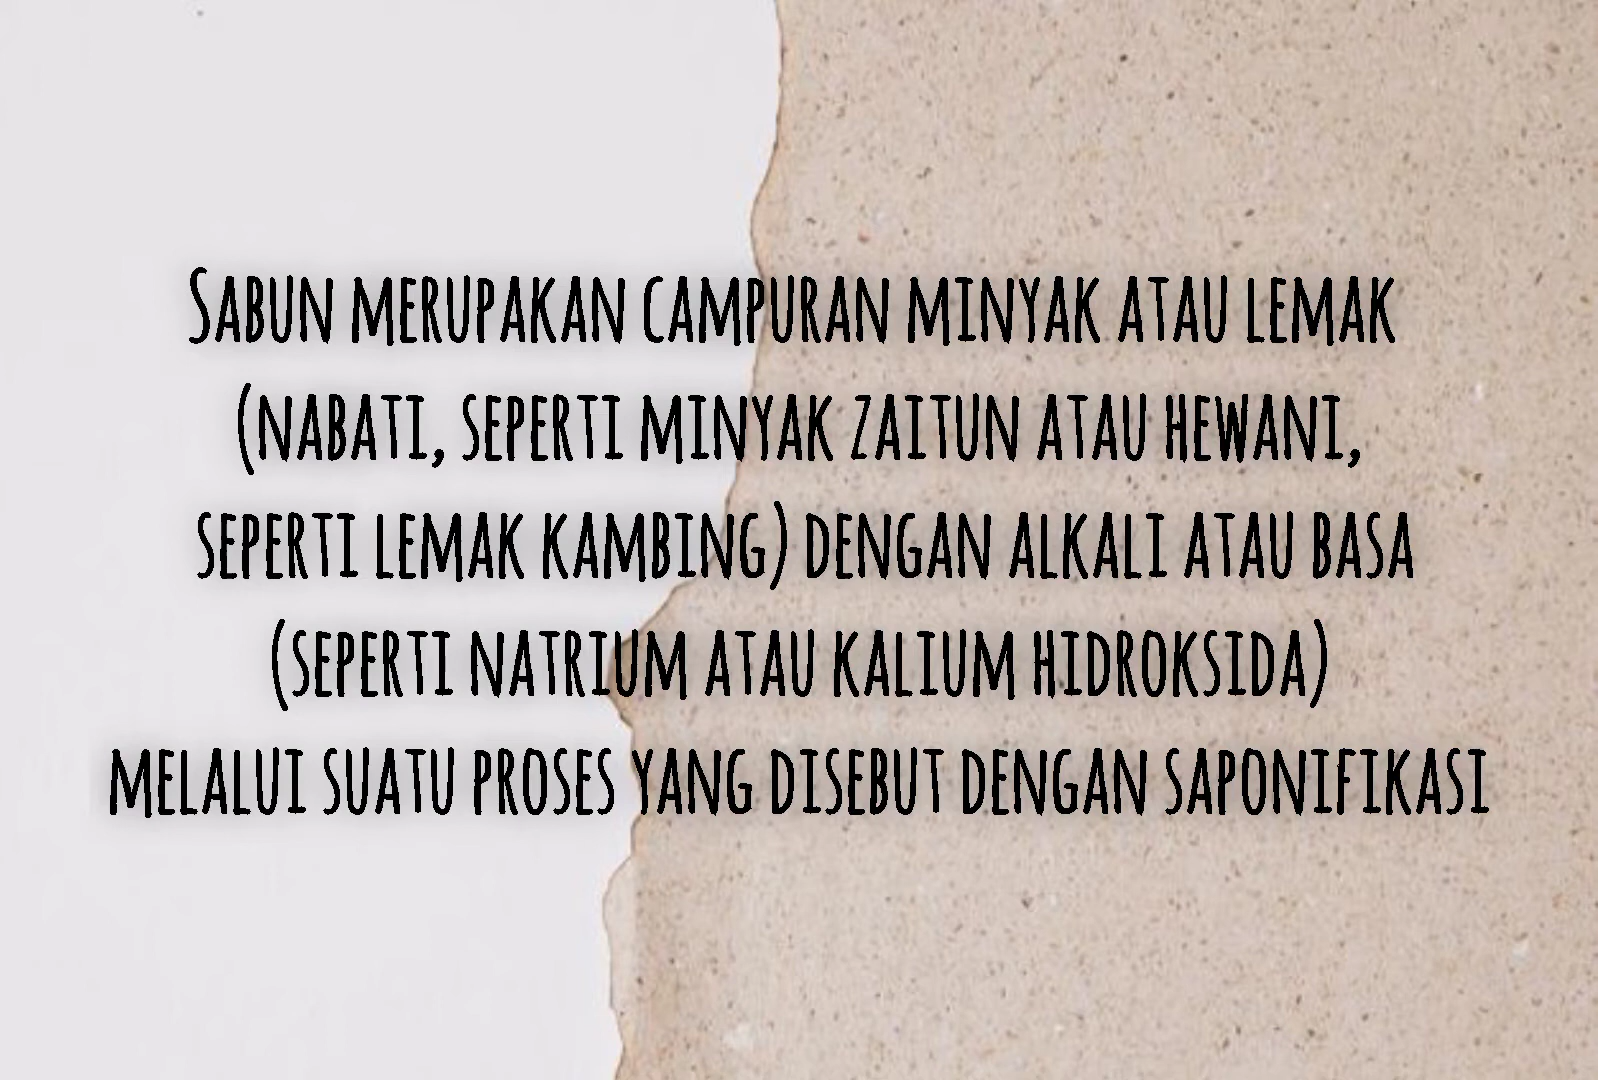 Sabun merupakan campuran minyak atau lemak
(nabati, seperti minyak zaitun atau hewani,
seperti lemak kambing) dengan alkali atau basa
(seperti natrium atau kalium hidroksida)
melalui suatu proses yang disebut dengan saponifikasi